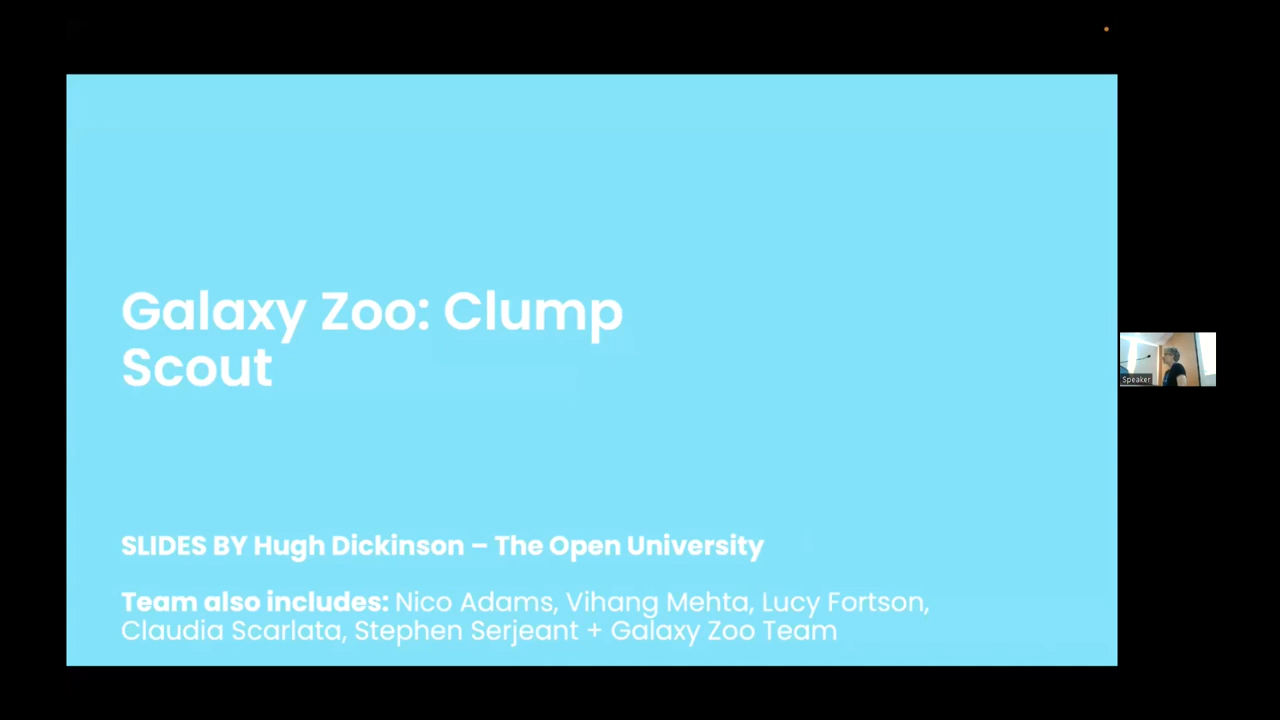 Galaxy Zoo: Clump
Scout
SLIDES BY Hugh Dickinson – The Open University
Team also includes: Nico Adams, Vihang Mehta, Lucy Fortson,
Claudia Scarlata, Stephen Serjeant + Galaxy Zoo Team
Speaker